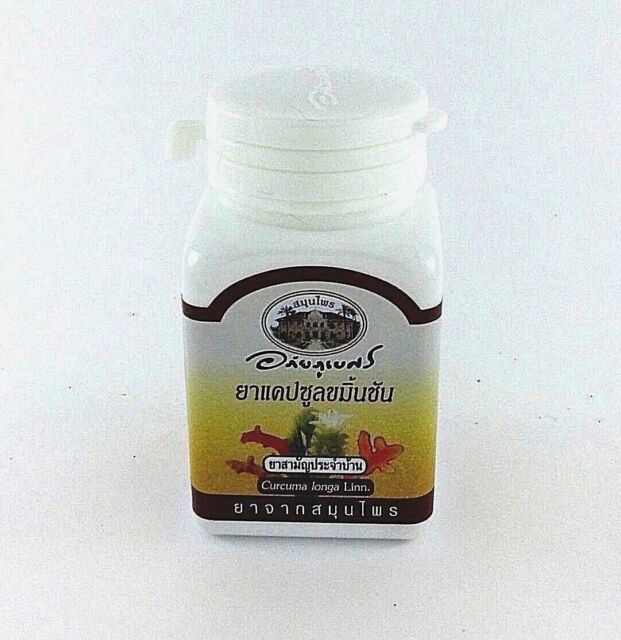 สมุนไพร
อภัยภูเบศร
ยาแคปซูลขมิ้นชัน
ยาสามัญประจำบ้าน
Curcuma longa Linn.
ยาจากสมุนไพร